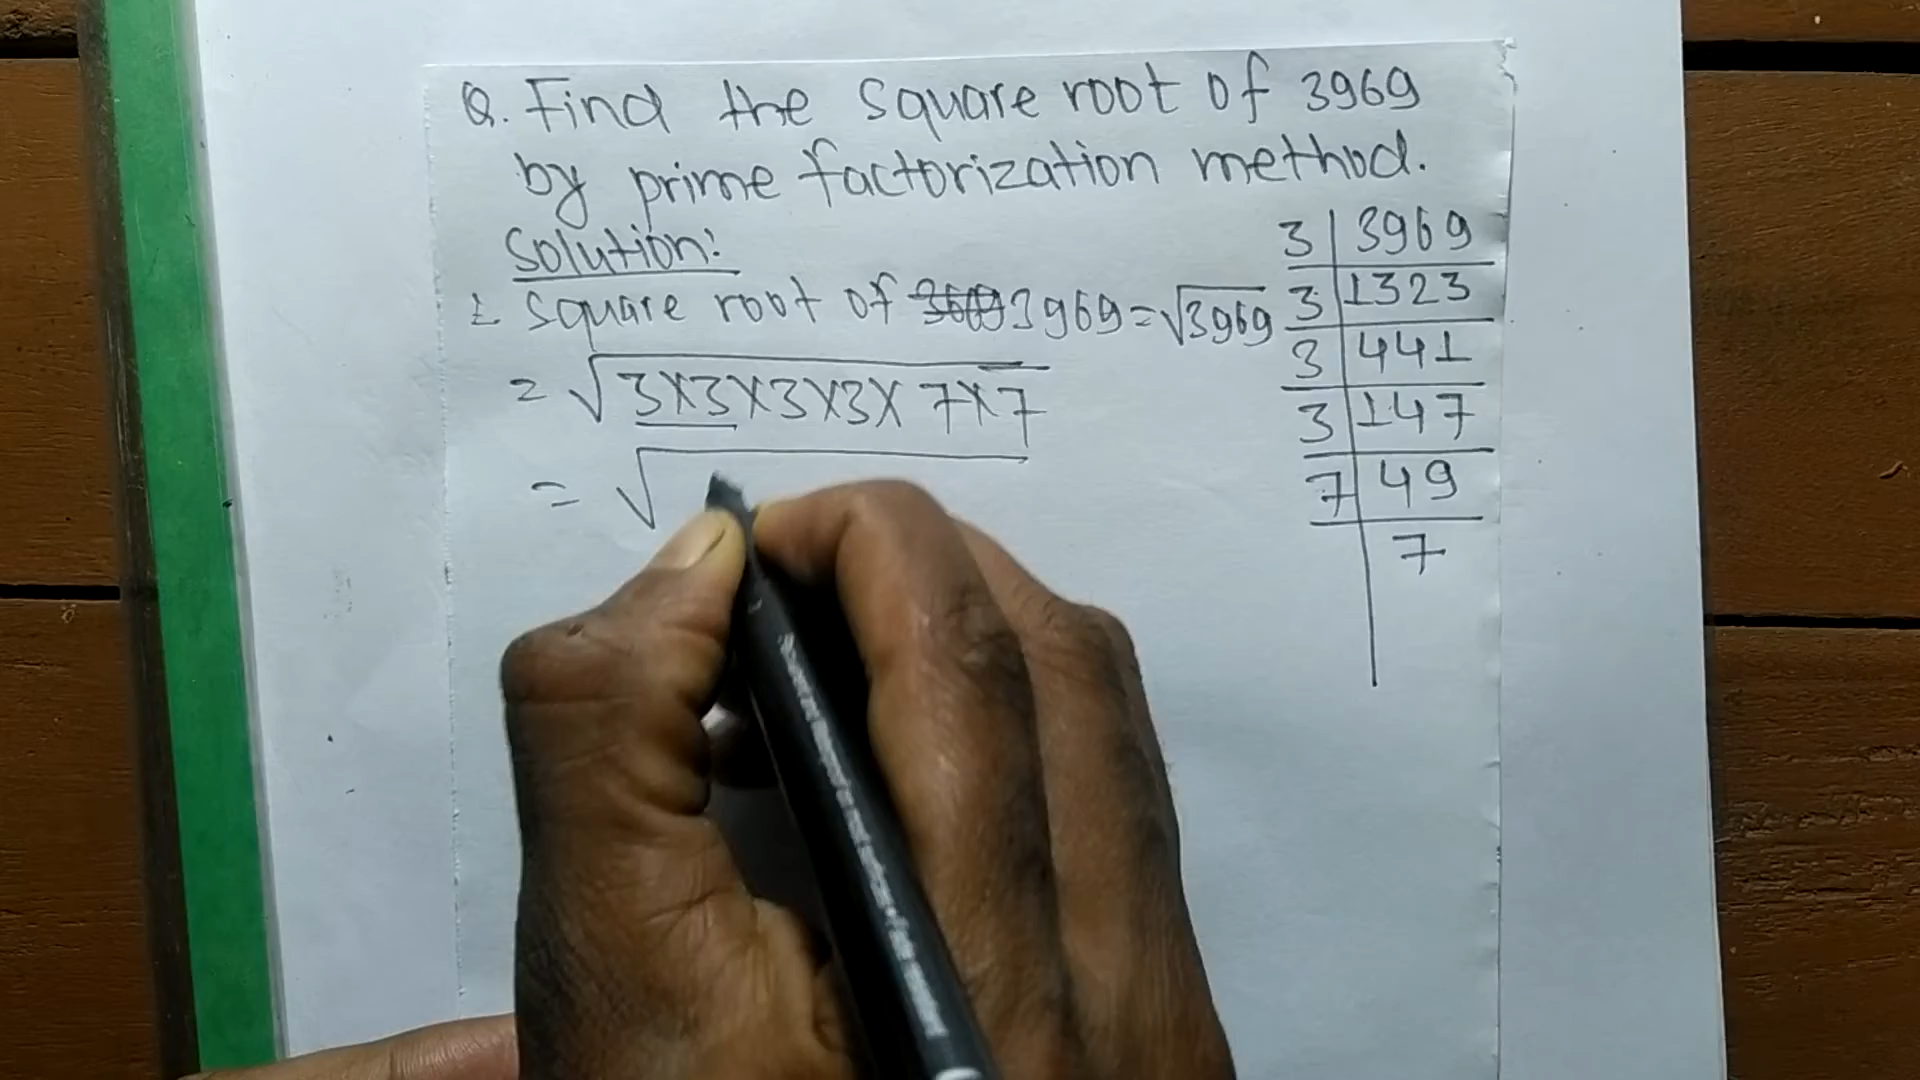 Q. Find the square root of 3969
by prime factorization method.
Solution:
square root of 3969 = √3969
= √3×3×3×3×7×7
= √
3 | 3969
3 | 1323
3 | 441
3 | 147
7 | 49
7